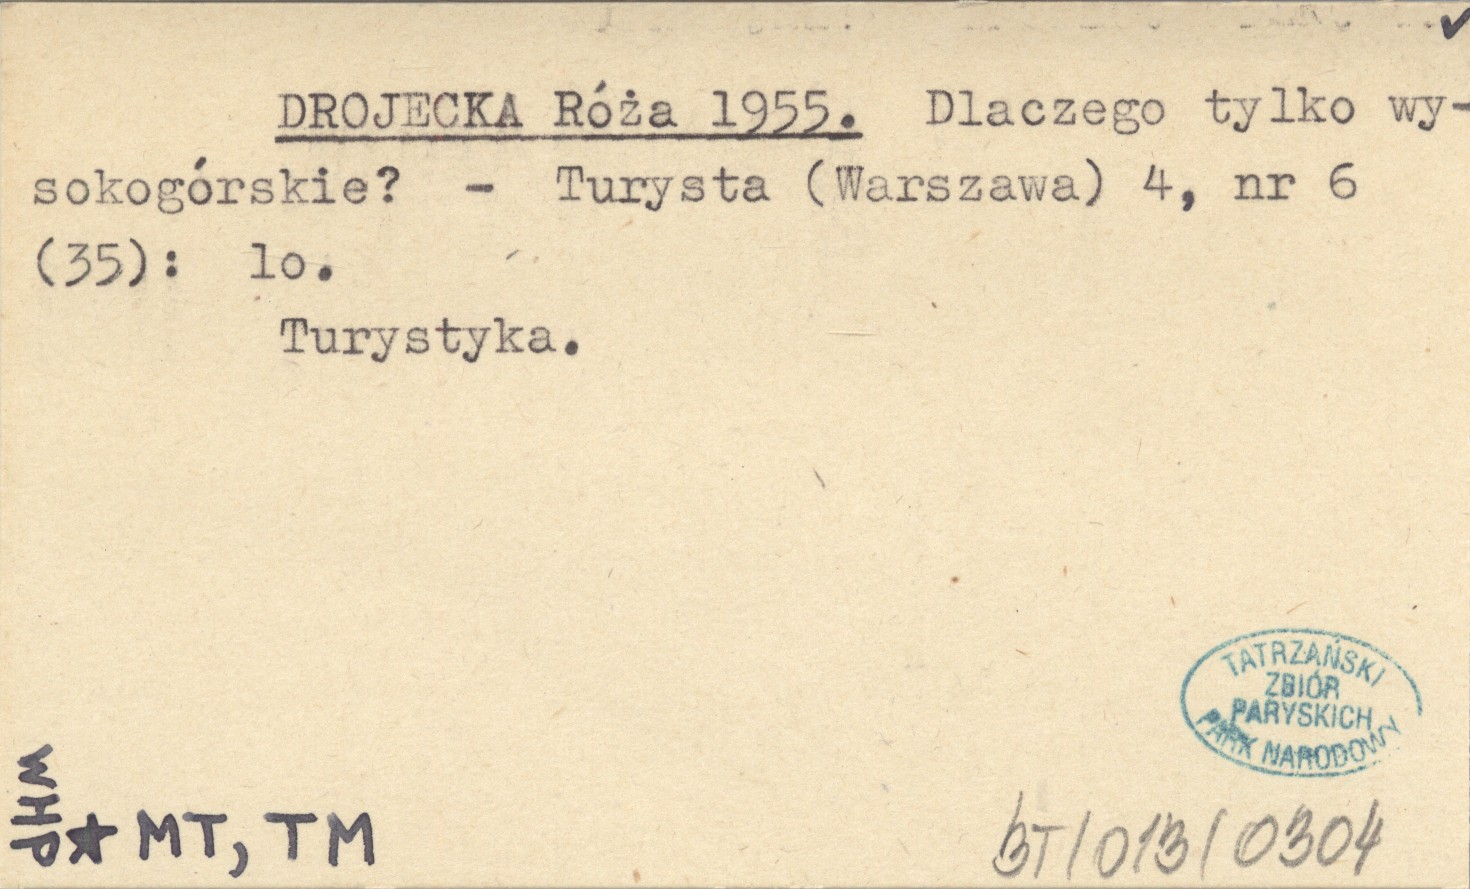 ✓
DROJECKA Róża 1955. Dlaczego tylko wy-
sokogórskie? - Turysta (Warszawa) 4, nr 6
(35): lo.
Turystyka.
TATRZAŃSKI
ZBIÓR
PARYSKICH
PARK NARODOWY
WHP
★ MT, TM
BT/013/0304